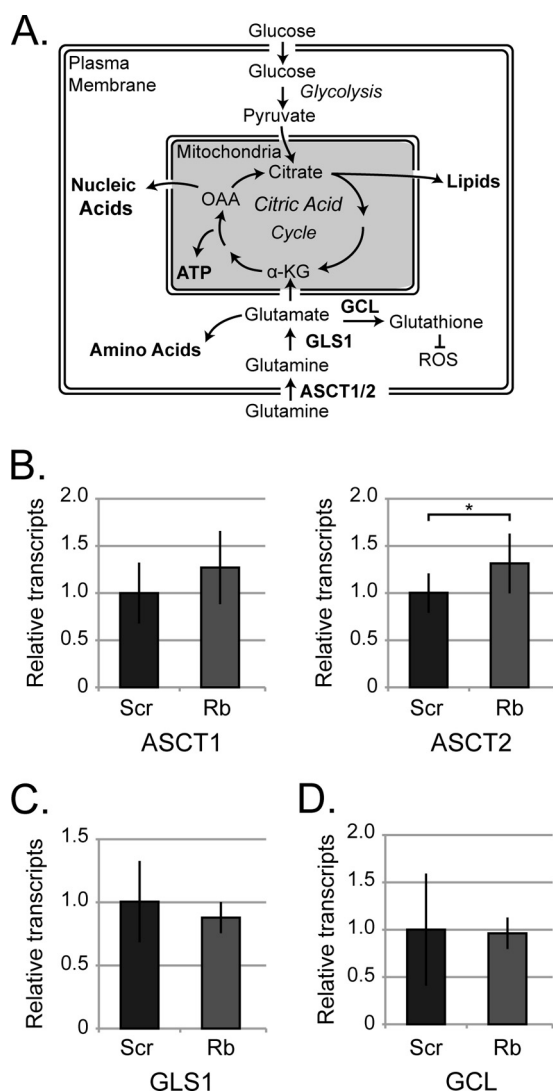 A.
Glucose
Plasma
Membrane
Glucose
Glycolysis
Pyruvate
Mitochondria
Citrate
Nucleic
Acids
Lipids
OAA
Citric Acid
Cycle
ATP
α-KG
Glutamate
GCL
Glutathione
Amino Acids
GLS1
ROS
Glutamine
ASCT1/2
Glutamine
B.
Relative transcripts
2.0
1.5
1.0
0.5
0
Scr Rb
ASCT1
Relative transcripts
2.0
1.5
1.0
0.5
0
*
Scr Rb
ASCT2
C.
Relative transcripts
1.5
1.0
0.5
0
Scr Rb
GLS1
D.
Relative transcripts
2.0
1.5
1.0
0.5
0
Scr Rb
GCL